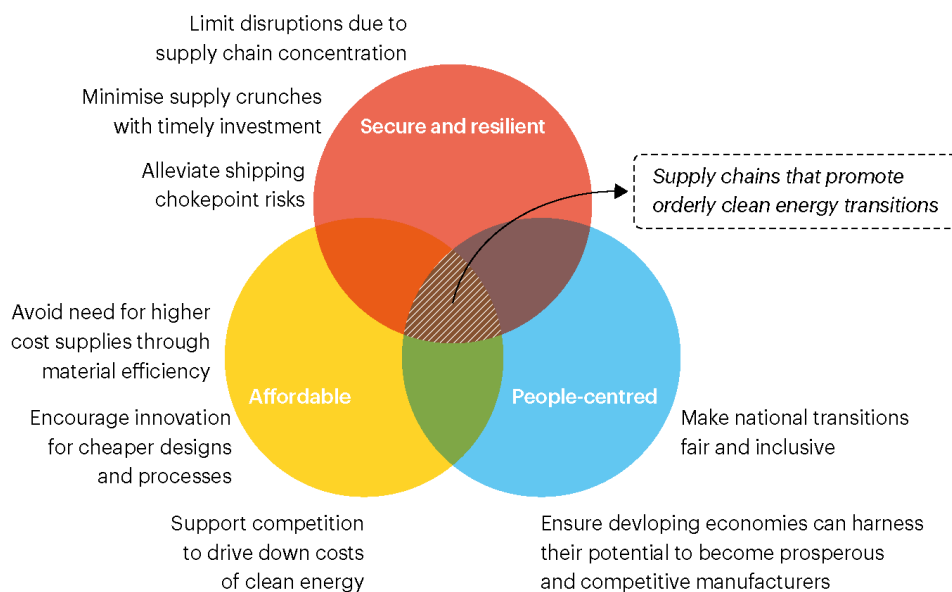 Limit disruptions due to
supply chain concentration
Minimise supply crunches
with timely investment
Secure and resilient
Alleviate shipping
chokepoint risks
Supply chains that promote
orderly clean energy transitions
Avoid need for higher
cost supplies through
material efficiency
Affordable
People-centred
Encourage innovation
for cheaper designs
and processes
Make national transitions
fair and inclusive
Support competition
to drive down costs
of clean energy
Ensure devloping economies can harness
their potential to become prosperous
and competitive manufacturers